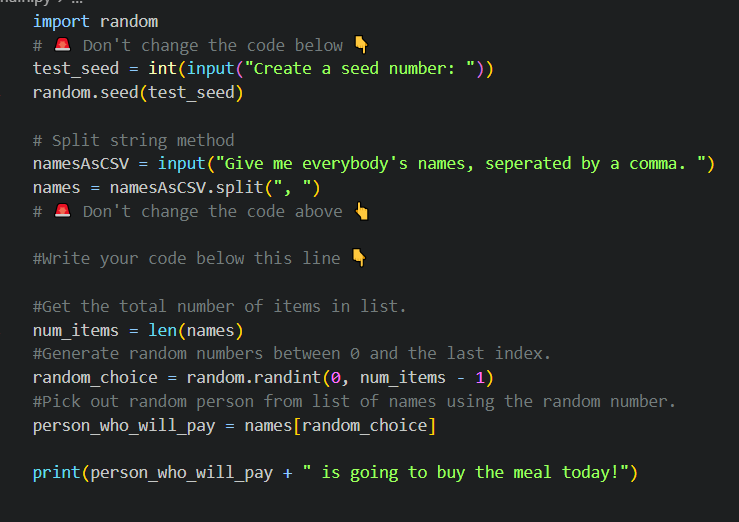 import random
# 🚨 Don't change the code below 👇
test_seed = int(input("Create a seed number: "))
random.seed(test_seed)
# Split string method
namesAsCSV = input("Give me everybody's names, seperated by a comma. ")
names = namesAsCSV.split(", ")
# 🚨 Don't change the code above 👆
#Write your code below this line 👇
#Get the total number of items in list.
num_items = len(names)
#Generate random numbers between 0 and the last index.
random_choice = random.randint(0, num_items - 1)
#Pick out random person from list of names using the random number.
person_who_will_pay = names[random_choice]
print(person_who_will_pay + " is going to buy the meal today!")